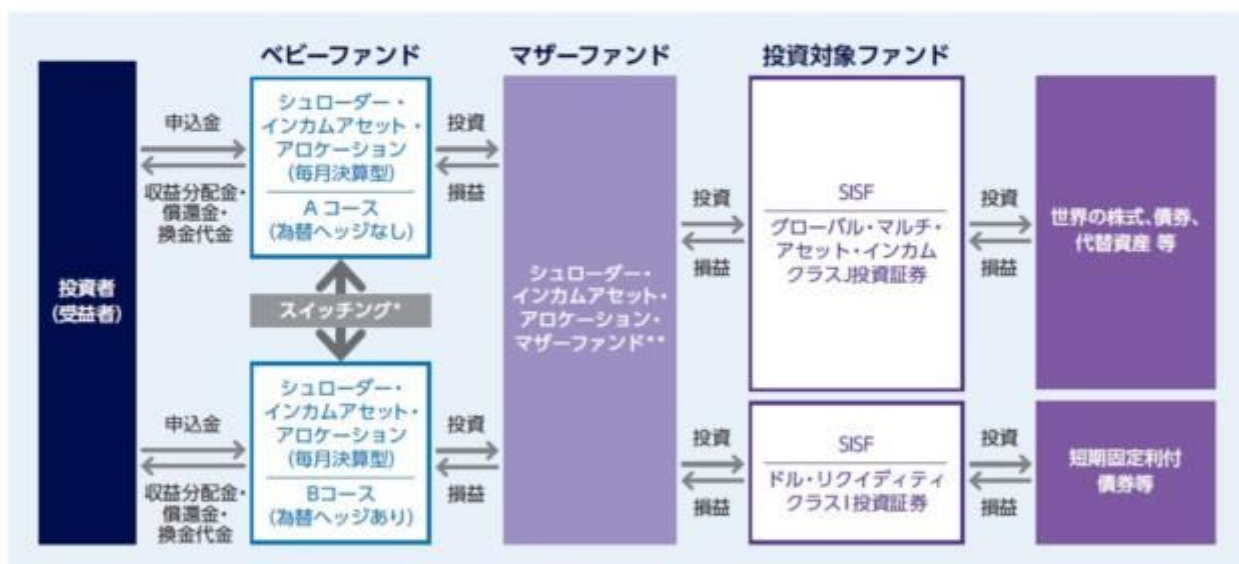 ベビーファンド
マザーファンド
投資対象ファンド
投資者
(受益者)
申込金
収益分配金・
償還金・
換金代金
シュローダー・
インカムアセット・
アロケーション
(毎月決算型)
Aコース
(為替ヘッジなし)
投資
損益
スイッチング*
申込金
収益分配金・
償還金・
換金代金
シュローダー・
インカムアセット・
アロケーション
(毎月決算型)
Bコース
(為替ヘッジあり)
投資
損益
シュローダー・
インカムアセット・
アロケーション・
マザーファンド**
投資
損益
SISF
グローバル・マルチ・
アセット・インカム
クラスJ投資証券
投資
損益
世界の株式、債券、
代替資産 等
投資
損益
SISF
ドル・リクイディティ
クラスI投資証券
投資
損益
短期固定利付
債券等